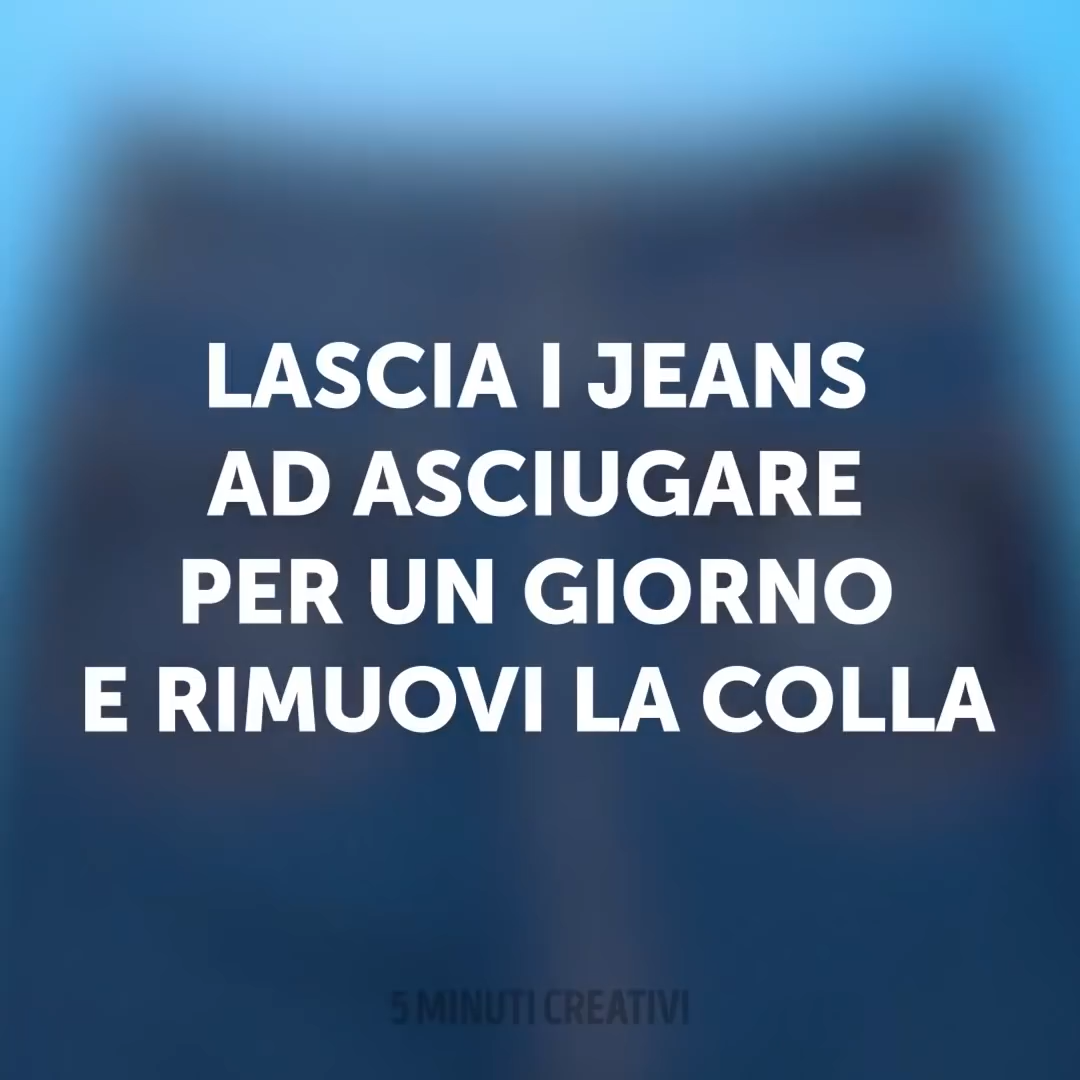 LASCIA I JEANS
AD ASCIUGARE
PER UN GIORNO
E RIMUOVI LA COLLA
5 MINUTI CREATIVI